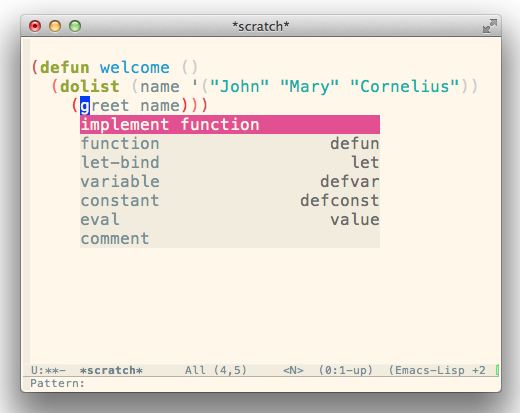 *scratch*
(defun welcome ()
(dolist (name '("John" "Mary" "Cornelius"))
(greet name)))
implement function
function defun
let-bind let
variable defvar
constant defconst
eval value
comment
U:**- *scratch* All (4,5) <N> (0:1-up) (Emacs-Lisp +2
Pattern: